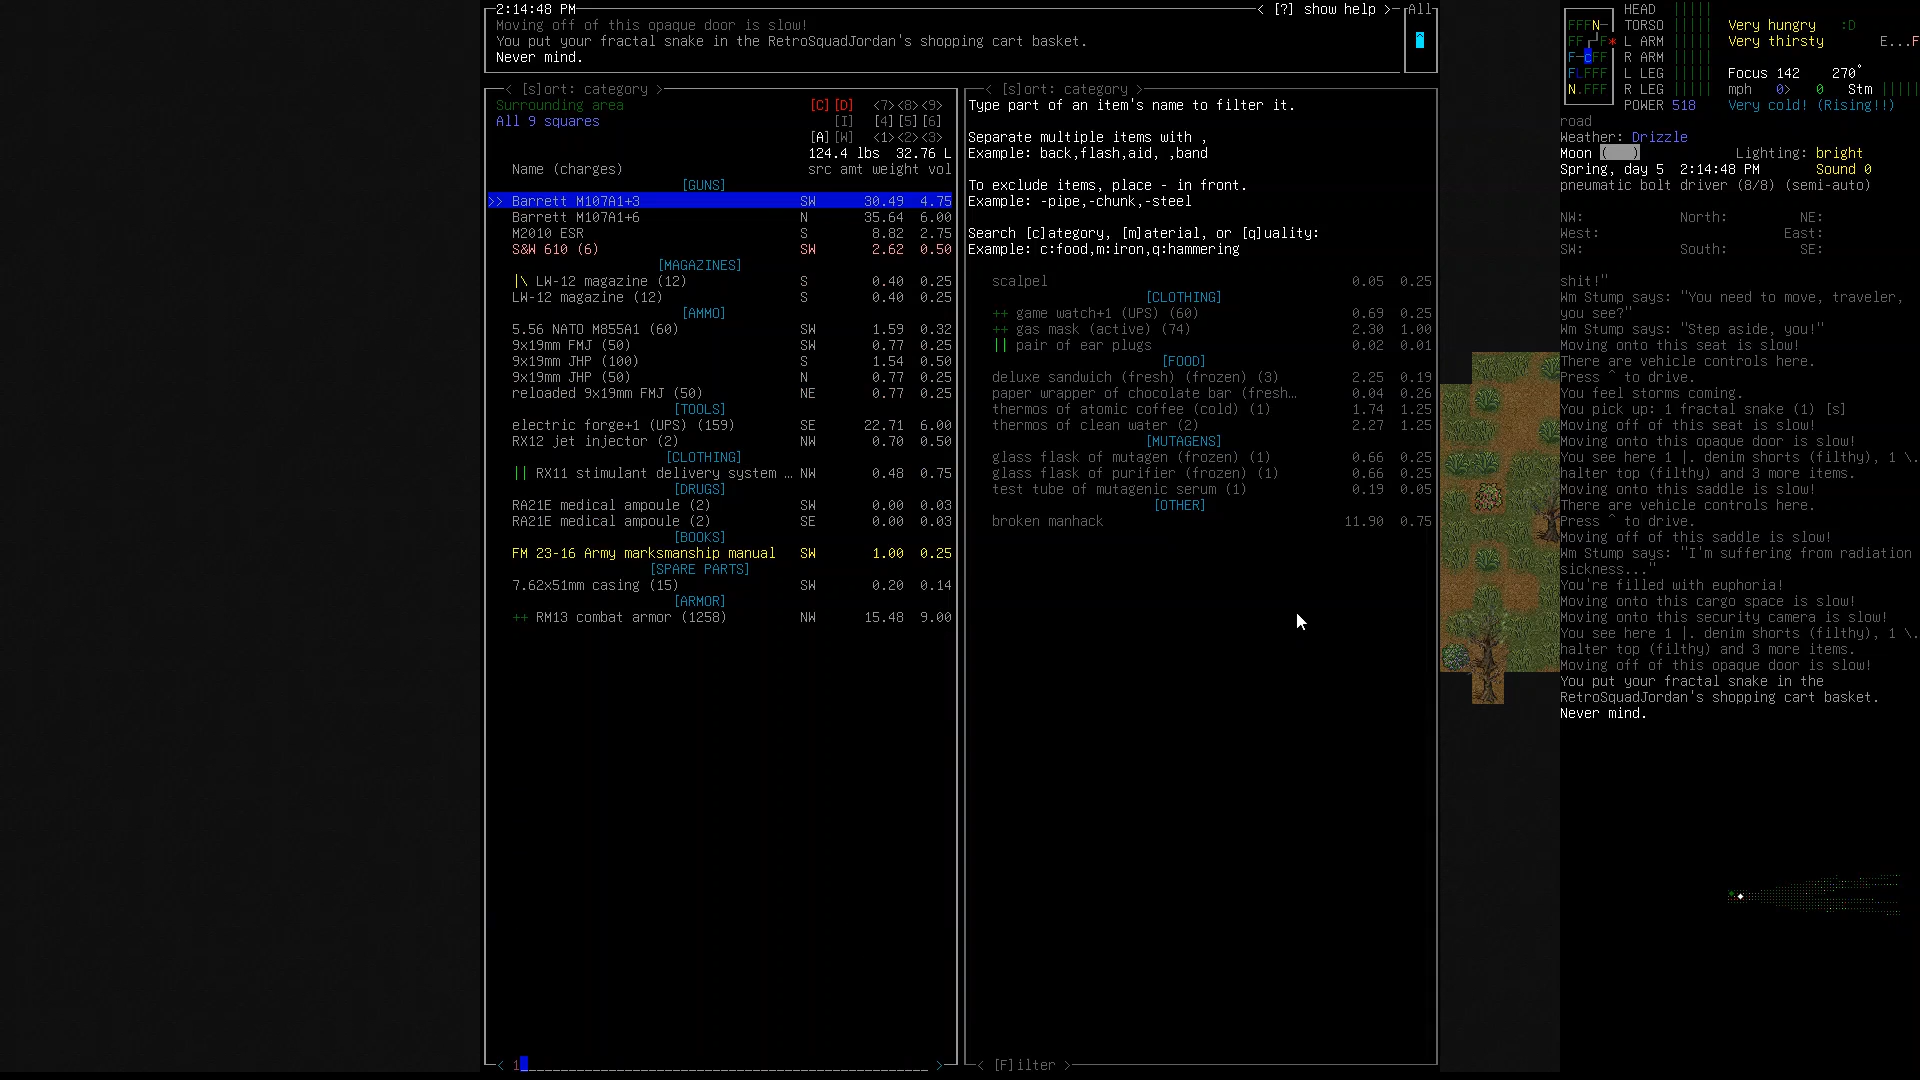 2:14:48 PM
< [?] show help >
All
Moving off of this opaque door is slow!
You put your fractal snake in the RetroSquadJordan's shopping cart basket.
Never mind.
< [s]ort: category >
Surrounding area [C] [D] <7><8><9>
All 9 squares [I] [4][5][6]
[A][W] <1><2><3>
124.4 lbs 32.76 L
Name (charges) src amt weight vol
[GUNS]
>> Barrett M107A1+3 SW 30.49 4.75
Barrett M107A1+6 N 35.64 6.00
M2010 ESR S 8.82 2.75
S&W 610 (6) SW 2.62 0.50
[MAGAZINES]
|\ LW-12 magazine (12) S 0.40 0.25
LW-12 magazine (12) S 0.40 0.25
[AMMO]
5.56 NATO M855A1 (60) SW 1.59 0.32
9x19mm FMJ (50) SW 0.77 0.25
9x19mm JHP (100) S 1.54 0.50
9x19mm JHP (50) N 0.77 0.25
reloaded 9x19mm FMJ (50) NE 0.77 0.25
[TOOLS]
electric forge+1 (UPS) (159) SE 22.71 6.00
RX12 jet injector (2) NW 0.70 0.50
[CLOTHING]
|| RX11 stimulant delivery system … NW 0.48 0.75
[DRUGS]
RA21E medical ampoule (2) SW 0.00 0.03
RA21E medical ampoule (2) SE 0.00 0.03
[BOOKS]
FM 23-16 Army marksmanship manual SW 1.00 0.25
[SPARE PARTS]
7.62x51mm casing (15) SW 0.20 0.14
[ARMOR]
++ RM13 combat armor (1258) NW 15.48 9.00
< 1 >
< [s]ort: category >
Type part of an item's name to filter it.
Separate multiple items with ,
Example: back,flash,aid, ,band
To exclude items, place - in front.
Example: -pipe,-chunk,-steel
Search [c]ategory, [m]aterial, or [q]uality:
Example: c:food,m:iron,q:hammering
scalpel 0.05 0.25
[CLOTHING]
++ game watch+1 (UPS) (60) 0.69 0.25
++ gas mask (active) (74) 2.30 1.00
|| pair of ear plugs 0.02 0.01
[FOOD]
deluxe sandwich (fresh) (frozen) (3) 2.25 0.19
paper wrapper of chocolate bar (fresh… 0.04 0.26
thermos of atomic coffee (cold) (1) 1.74 1.25
thermos of clean water (2) 2.27 1.25
[MUTAGENS]
glass flask of mutagen (frozen) (1) 0.66 0.25
glass flask of purifier (frozen) (1) 0.66 0.25
test tube of mutagenic serum (1) 0.19 0.05
[OTHER]
broken manhack 11.90 0.75
< [F]ilter >
HEAD |||||
TORSO ||||| Very hungry :D
L ARM ||||| Very thirsty E...F
R ARM |||||
L LEG ||||| Focus 142 270°
R LEG ||||| mph 0> 0 Stm |||||
POWER 518 Very cold! (Rising!!)
road
Weather: Drizzle
Moon ( ) Lighting: bright
Spring, day 5 2:14:48 PM Sound 0
pneumatic bolt driver (8/8) (semi-auto)
NW: North: NE:
West: East:
SW: South: SE:
shit!"
Wm Stump says: "You need to move, traveler,
you see?"
Wm Stump says: "Step aside, you!"
Moving onto this seat is slow!
There are vehicle controls here.
Press ^ to drive.
You feel storms coming.
You pick up: 1 fractal snake (1) [s]
Moving off of this seat is slow!
Moving onto this opaque door is slow!
You see here 1 |. denim shorts (filthy), 1 \.
halter top (filthy) and 3 more items.
Moving onto this saddle is slow!
There are vehicle controls here.
Press ^ to drive.
Moving off of this saddle is slow!
Wm Stump says: "I'm suffering from radiation
sickness..."
You're filled with euphoria!
Moving onto this cargo space is slow!
Moving onto this security camera is slow!
You see here 1 |. denim shorts (filthy), 1 \.
halter top (filthy) and 3 more items.
Moving off of this opaque door is slow!
You put your fractal snake in the
RetroSquadJordan's shopping cart basket.
Never mind.